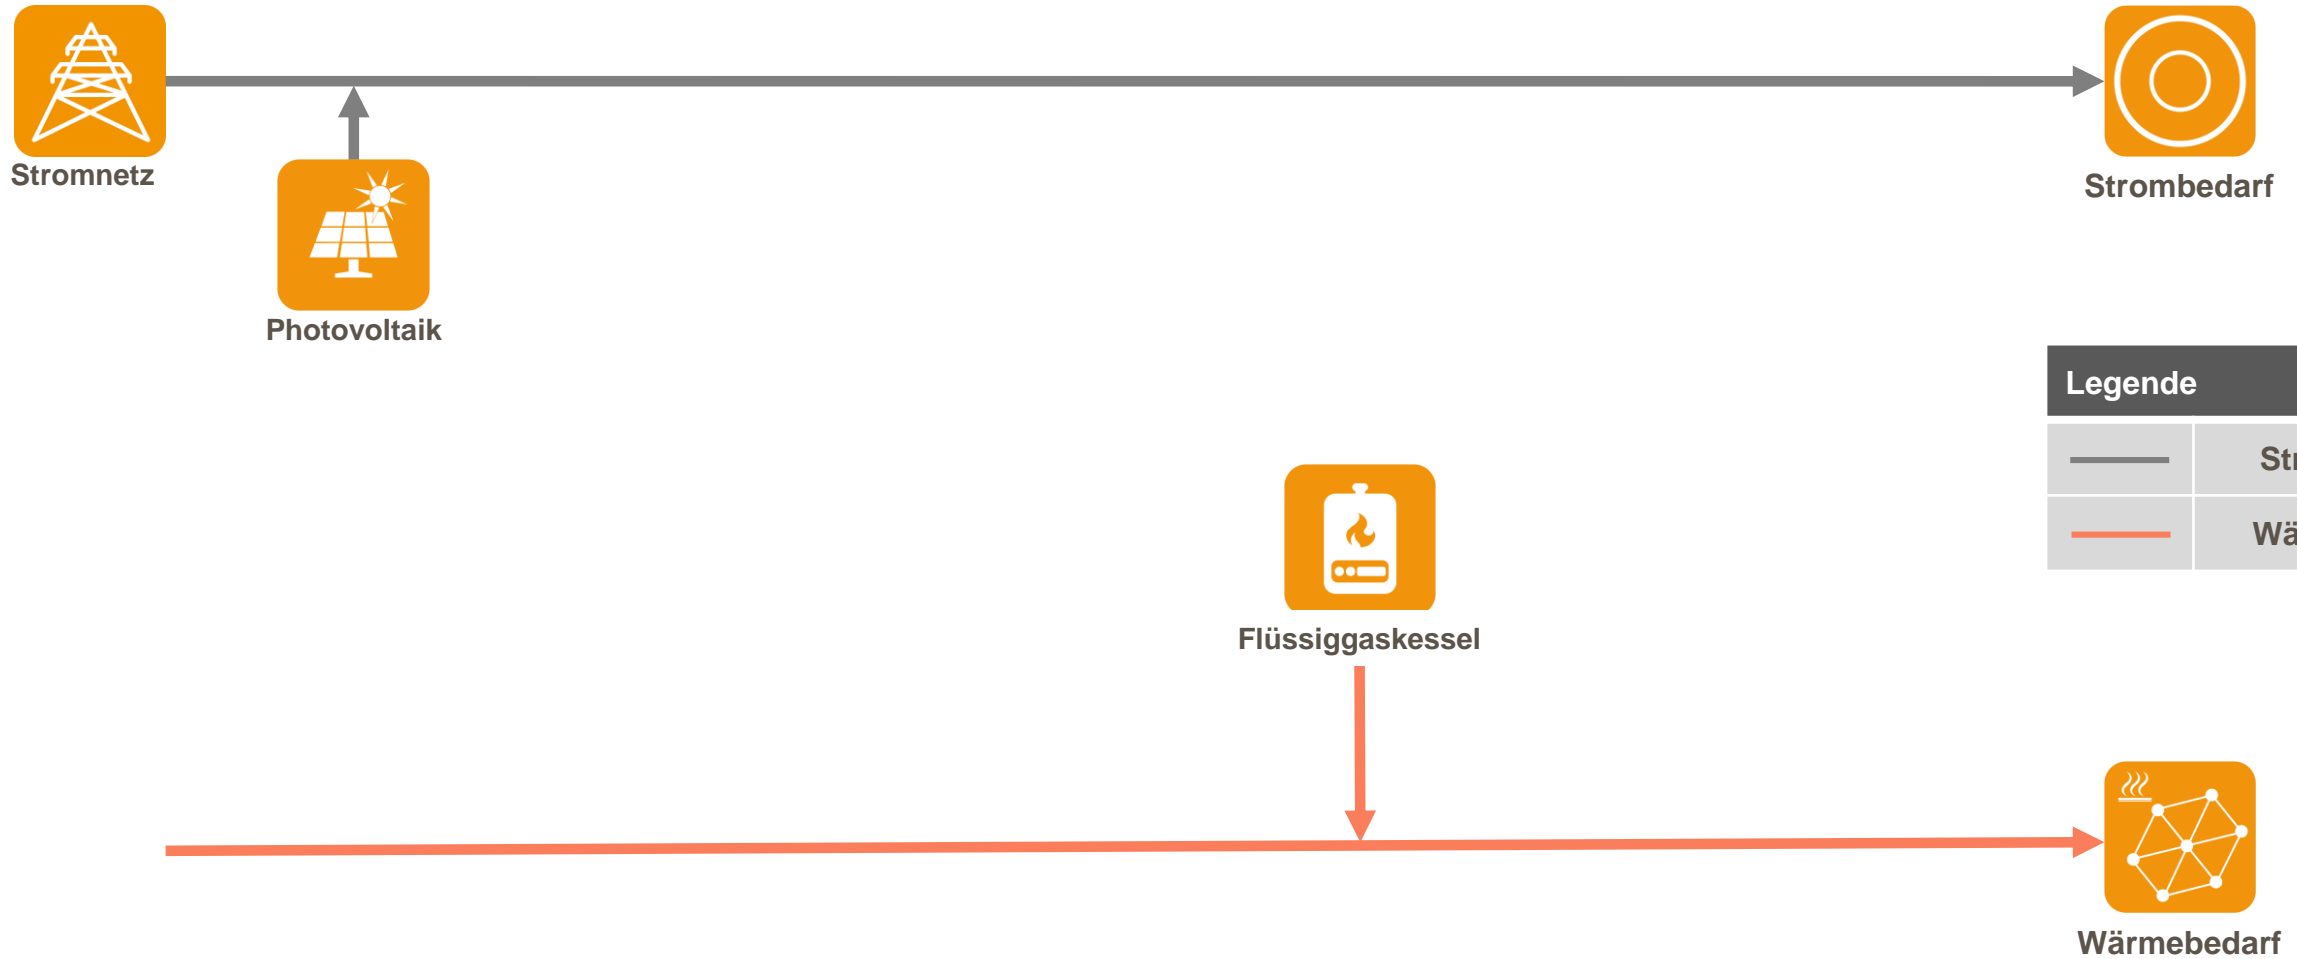 Stromnetz
Strombedarf
Photovoltaik
Legende
Flüssiggaskessel
Wärmebedarf